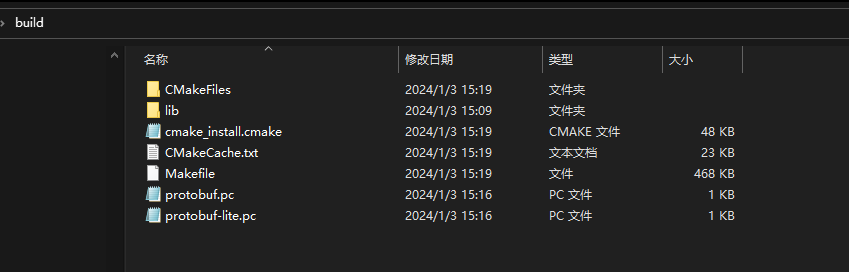 build
名称 修改日期 类型 大小
CMakeFiles 2024/1/3 15:19 文件夹
lib 2024/1/3 15:09 文件夹
cmake_install.cmake 2024/1/3 15:19 CMAKE 文件 48 KB
CMakeCache.txt 2024/1/3 15:19 文本文档 23 KB
Makefile 2024/1/3 15:19 文件 468 KB
protobuf.pc 2024/1/3 15:16 PC 文件 1 KB
protobuf-lite.pc 2024/1/3 15:16 PC 文件 1 KB